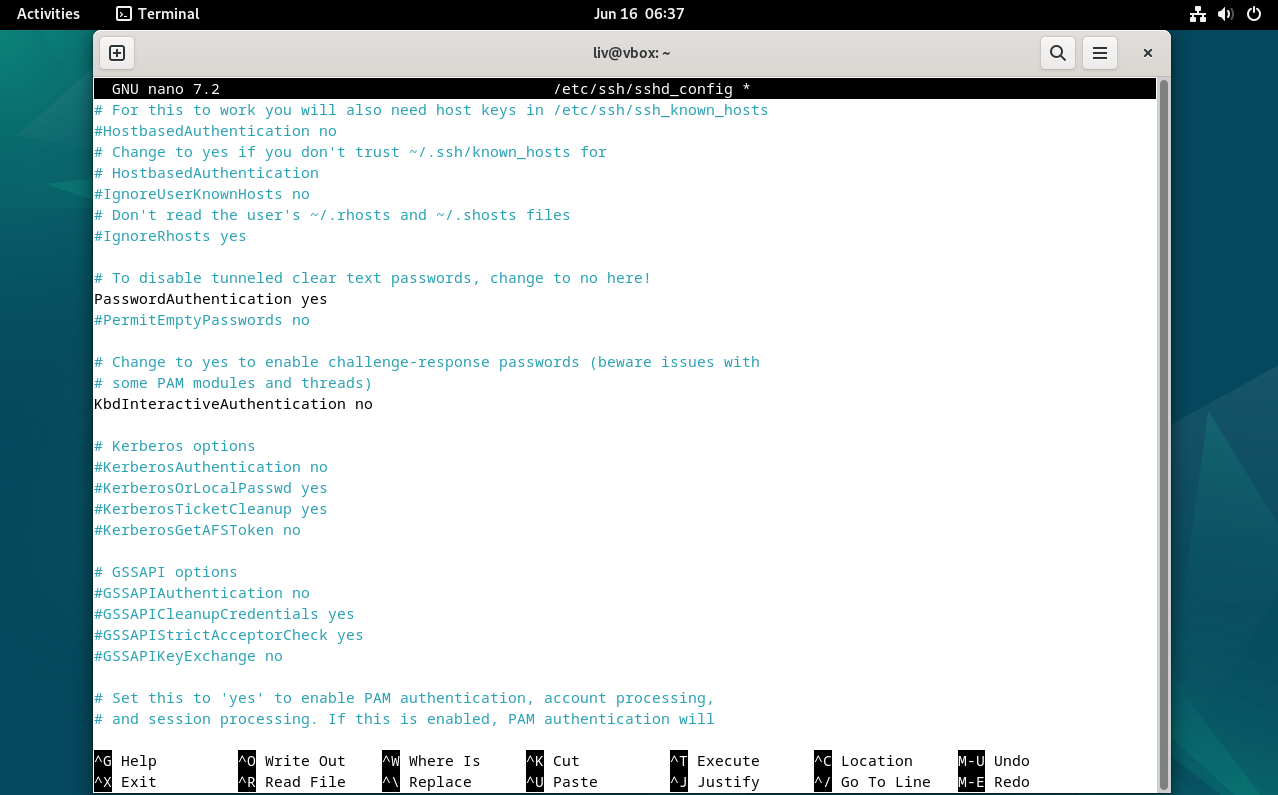 Activities Terminal Jun 16 06:37
liv@vbox: ~
GNU nano 7.2 /etc/ssh/sshd_config *
# For this to work you will also need host keys in /etc/ssh/ssh_known_hosts
#HostbasedAuthentication no
# Change to yes if you don't trust ~/.ssh/known_hosts for
# HostbasedAuthentication
#IgnoreUserKnownHosts no
# Don't read the user's ~/.rhosts and ~/.shosts files
#IgnoreRhosts yes

# To disable tunneled clear text passwords, change to no here!
PasswordAuthentication yes
#PermitEmptyPasswords no

# Change to yes to enable challenge-response passwords (beware issues with
# some PAM modules and threads)
KbdInteractiveAuthentication no

# Kerberos options
#KerberosAuthentication no
#KerberosOrLocalPasswd yes
#KerberosTicketCleanup yes
#KerberosGetAFSToken no

# GSSAPI options
#GSSAPIAuthentication no
#GSSAPICleanupCredentials yes
#GSSAPIStrictAcceptorCheck yes
#GSSAPIKeyExchange no

# Set this to 'yes' to enable PAM authentication, account processing,
# and session processing. If this is enabled, PAM authentication will
^G Help ^O Write Out ^W Where Is ^K Cut ^T Execute ^C Location M-U Undo
^X Exit ^R Read File ^\ Replace ^U Paste ^J Justify ^/ Go To Line M-E Redo